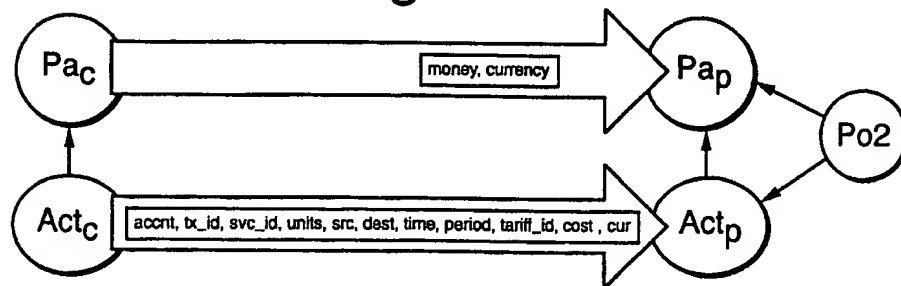 Pac
money, currency
Pap
Po2
Actc
accnt, tx_id, svc_id, units, src, dest, time, period, tariff_id, cost , cur
Actp